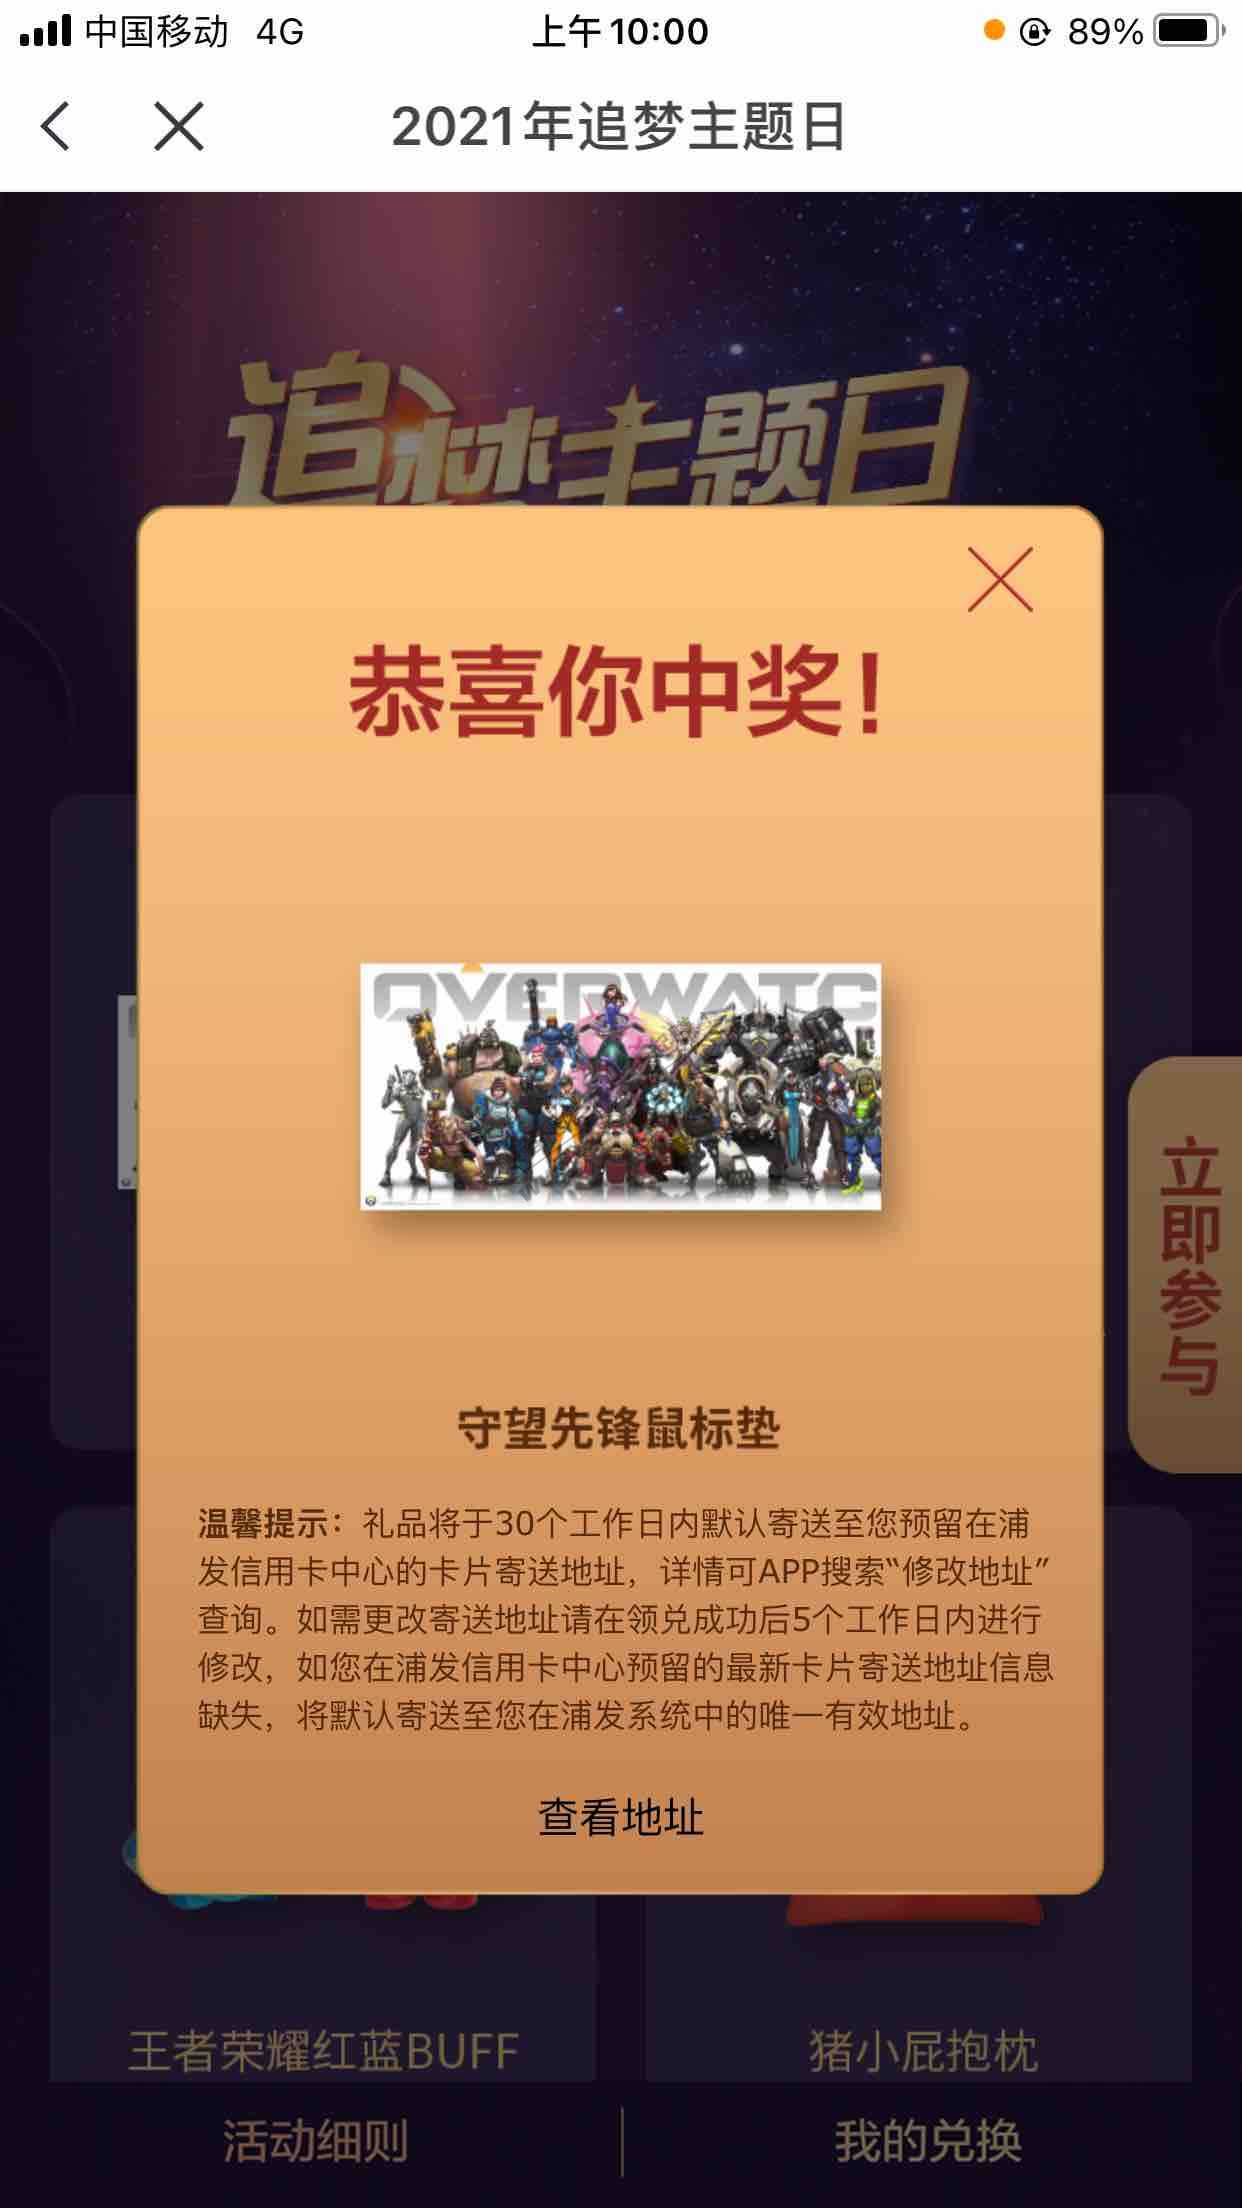 中国移动 4G 上午10:00 89%
2021年追梦主题日
追梦主题日
恭喜你中奖！
OVERWATC
守望先锋鼠标垫
温馨提示：礼品将于30个工作日内默认寄送至您预留在浦
发信用卡中心的卡片寄送地址，详情可APP搜索“修改地址”
查询。如需更改寄送地址请在领兑成功后5个工作日内进行
修改，如您在浦发信用卡中心预留的最新卡片寄送地址信息
缺失，将默认寄送至您在浦发系统中的唯一有效地址。
查看地址
立即参与
王者荣耀红蓝BUFF
猪小屁抱枕
活动细则
我的兑换